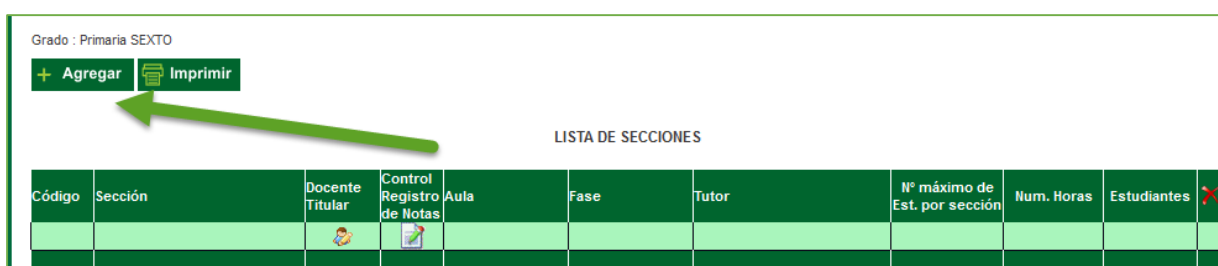 Grado : Primaria SEXTO
+ Agregar Imprimir
LISTA DE SECCIONES
Código Sección Docente Titular Control Registro de Notas Aula Fase Tutor Nº máximo de Est. por sección Num. Horas Estudiantes